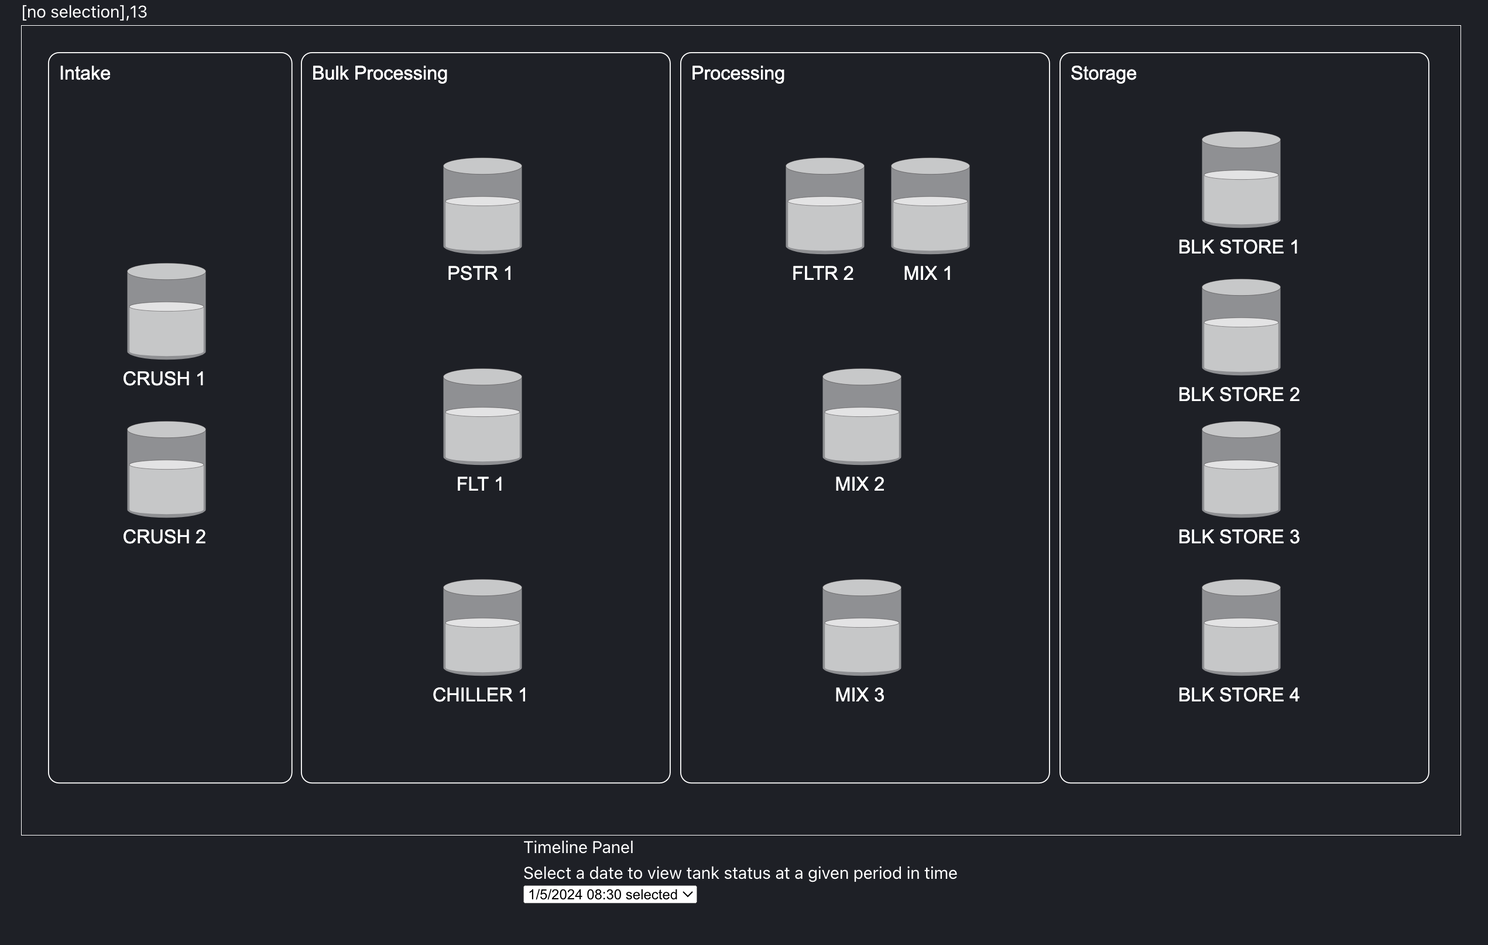 [no selection],13
Intake
CRUSH 1
CRUSH 2
Bulk Processing
PSTR 1
FLT 1
CHILLER 1
Processing
FLTR 2
MIX 1
MIX 2
MIX 3
Storage
BLK STORE 1
BLK STORE 2
BLK STORE 3
BLK STORE 4
Timeline Panel
Select a date to view tank status at a given period in time
1/5/2024 08:30 selected